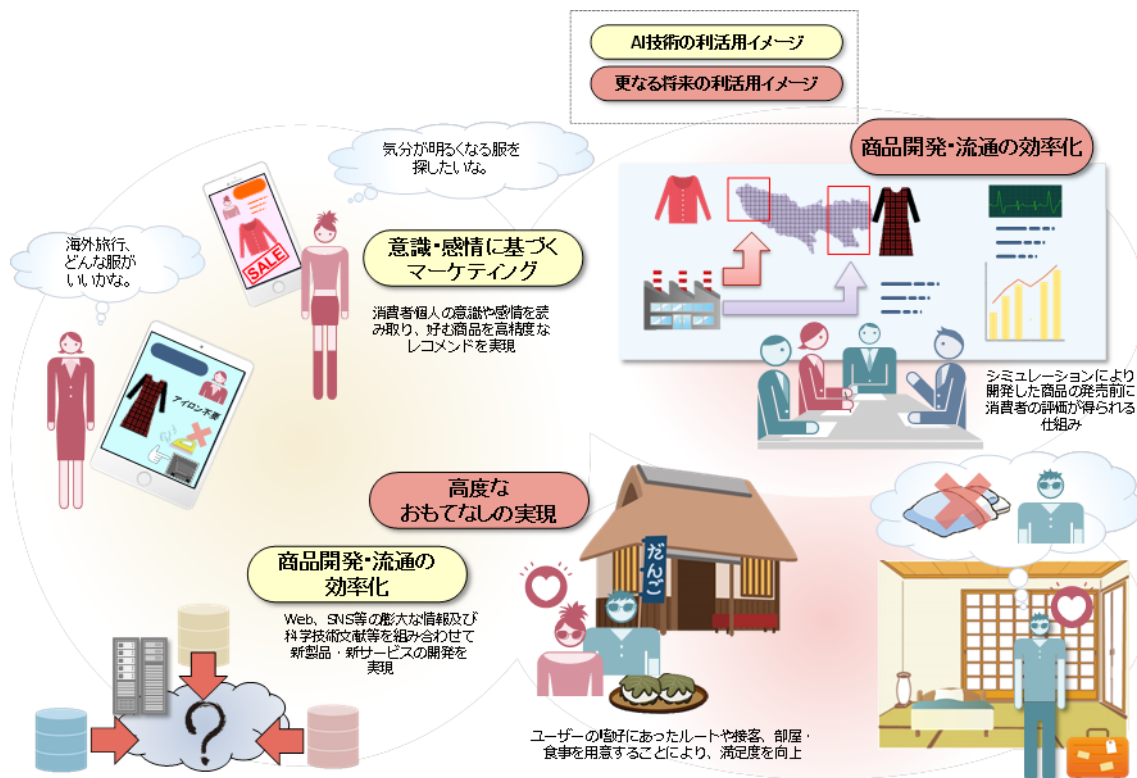 AI技術の利活用イメージ
更なる将来の利活用イメージ
気分が明るくなる服を
探したいな。
海外旅行、
どんな服が
いいかな。
SALE
意識・感情に基づく
マーケティング
消費者個人の意識や感情を読
み取り、好む商品を高精度な
レコメンドを実現
アイロン不要
商品開発・流通の効率化
シミュレーションにより
開発した商品の発売前に
消費者の評価が得られる
仕組み
高度な
おもてなしの実現
だんご
商品開発・流通の
効率化
Web、SNS等の膨大な情報及び
科学技術文献等を組み合わせて
新製品・新サービスの開発を
実現
?
ユーザーの嗜好にあったルートや接客、部屋・
食事を用意することにより、満足度を向上